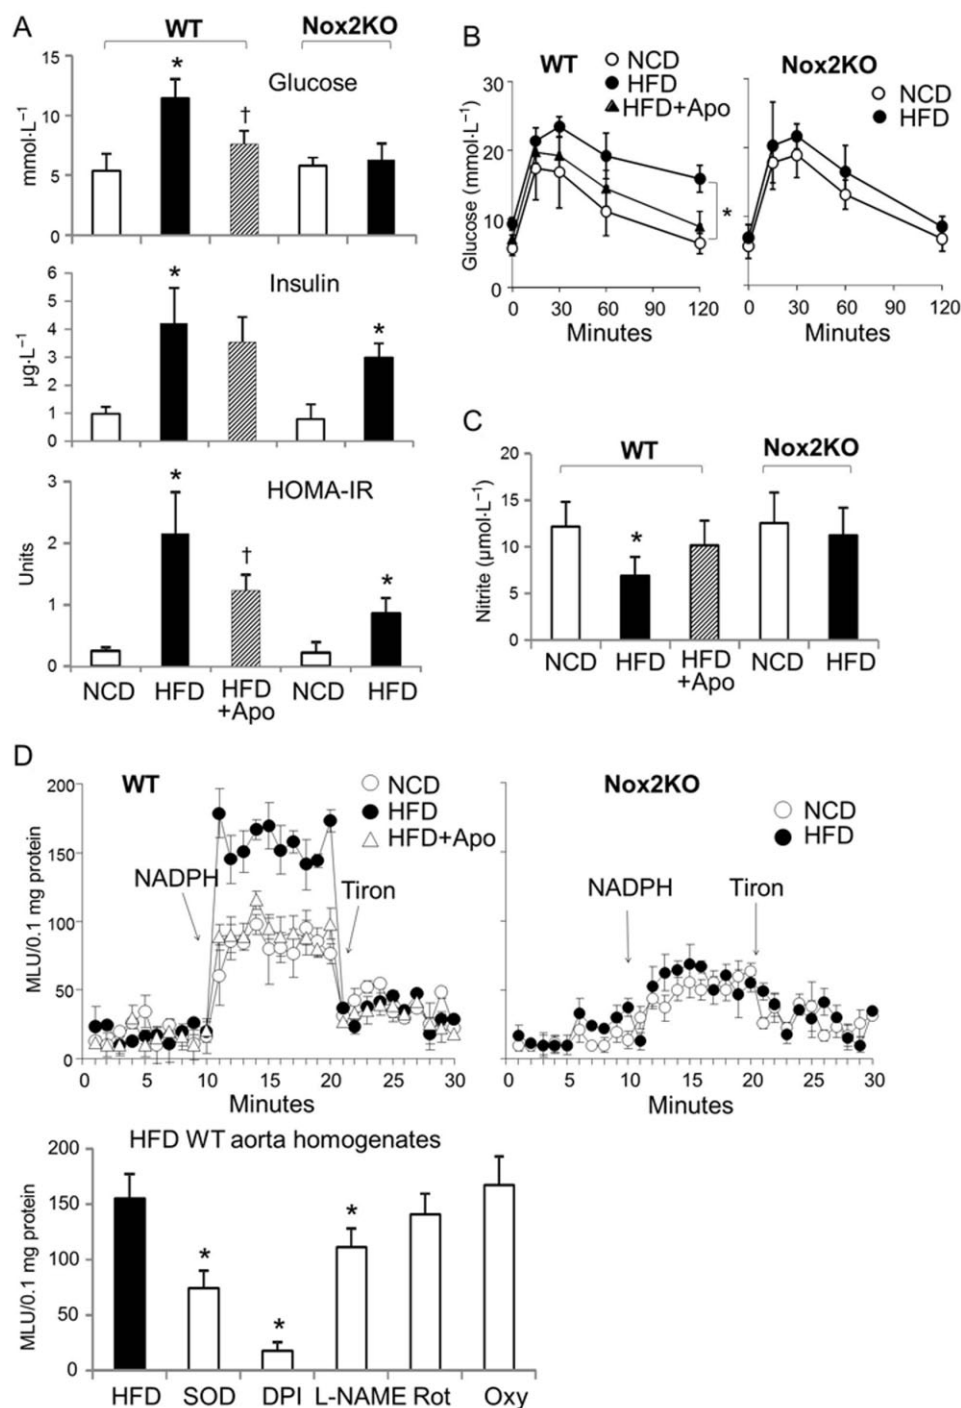 A
WT
Nox2KO
Glucose
mmol·L⁻¹
15
10
5
0
*
†
Insulin
µg·L⁻¹
6
5
4
3
2
1
0
*
*
HOMA-IR
Units
3
2
1
0
*
†
*
NCD HFD HFD NCD HFD
+Apo
B
WT
NCD
HFD
HFD+Apo
Glucose (mmol·L⁻¹)
30
20
10
0
*
0 30 60 90 120
Minutes
Nox2KO
NCD
HFD
0 30 60 90 120
Minutes
C
WT
Nox2KO
Nitrite (µmol·L⁻¹)
20
15
10
5
0
*
NCD HFD HFD NCD HFD
+Apo
D
WT
NCD
HFD
HFD+Apo
MLU/0.1 mg protein
200
150
100
50
0
NADPH
Tiron
0 5 10 15 20 25 30
Minutes
Nox2KO
NCD
HFD
NADPH
Tiron
0 5 10 15 20 25 30
Minutes
HFD WT aorta homogenates
MLU/0.1 mg protein
200
150
100
50
0
*
*
*
HFD SOD DPI L-NAME Rot Oxy